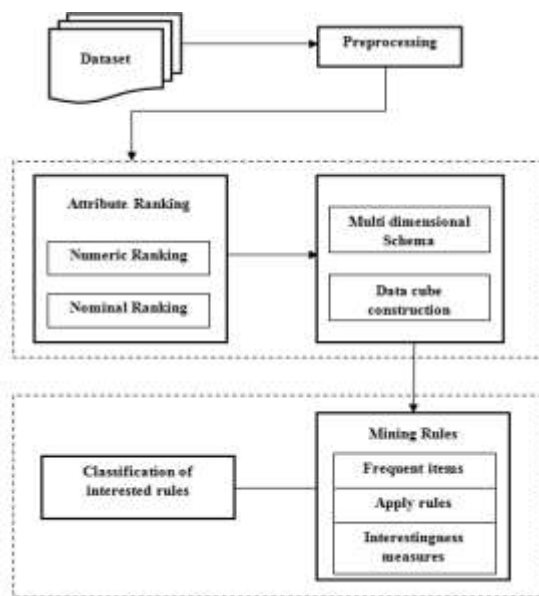 Dataset
Preprocessing
Attribute Ranking
Numeric Ranking
Nominal Ranking
Multi dimensional
Schema
Data cube
construction
Mining Rules
Frequent items
Apply rules
Interestingness
measures
Classification of
interested rules